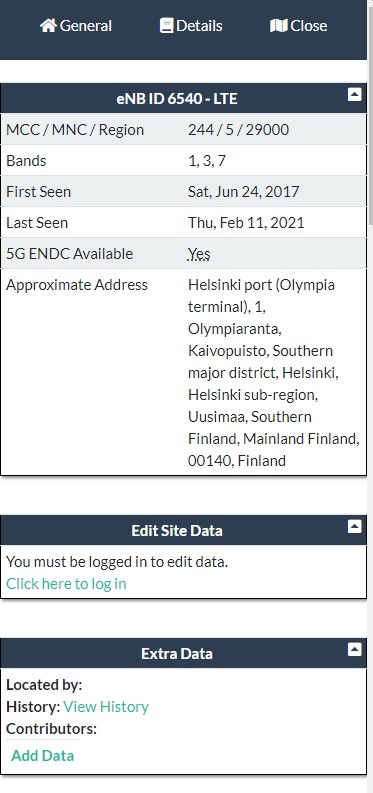 General Details Close
eNB ID 6540 - LTE
MCC / MNC / Region 244 / 5 / 29000
Bands 1, 3, 7
First Seen Sat, Jun 24, 2017
Last Seen Thu, Feb 11, 2021
5G ENDC Available Yes
Approximate Address Helsinki port (Olympia
terminal), 1,
Olympiaranta,
Kaivopuisto, Southern
major district, Helsinki,
Helsinki sub-region,
Uusimaa, Southern
Finland, Mainland Finland,
00140, Finland
Edit Site Data
You must be logged in to edit data.
Click here to log in
Extra Data
Located by:
History: View History
Contributors:
Add Data